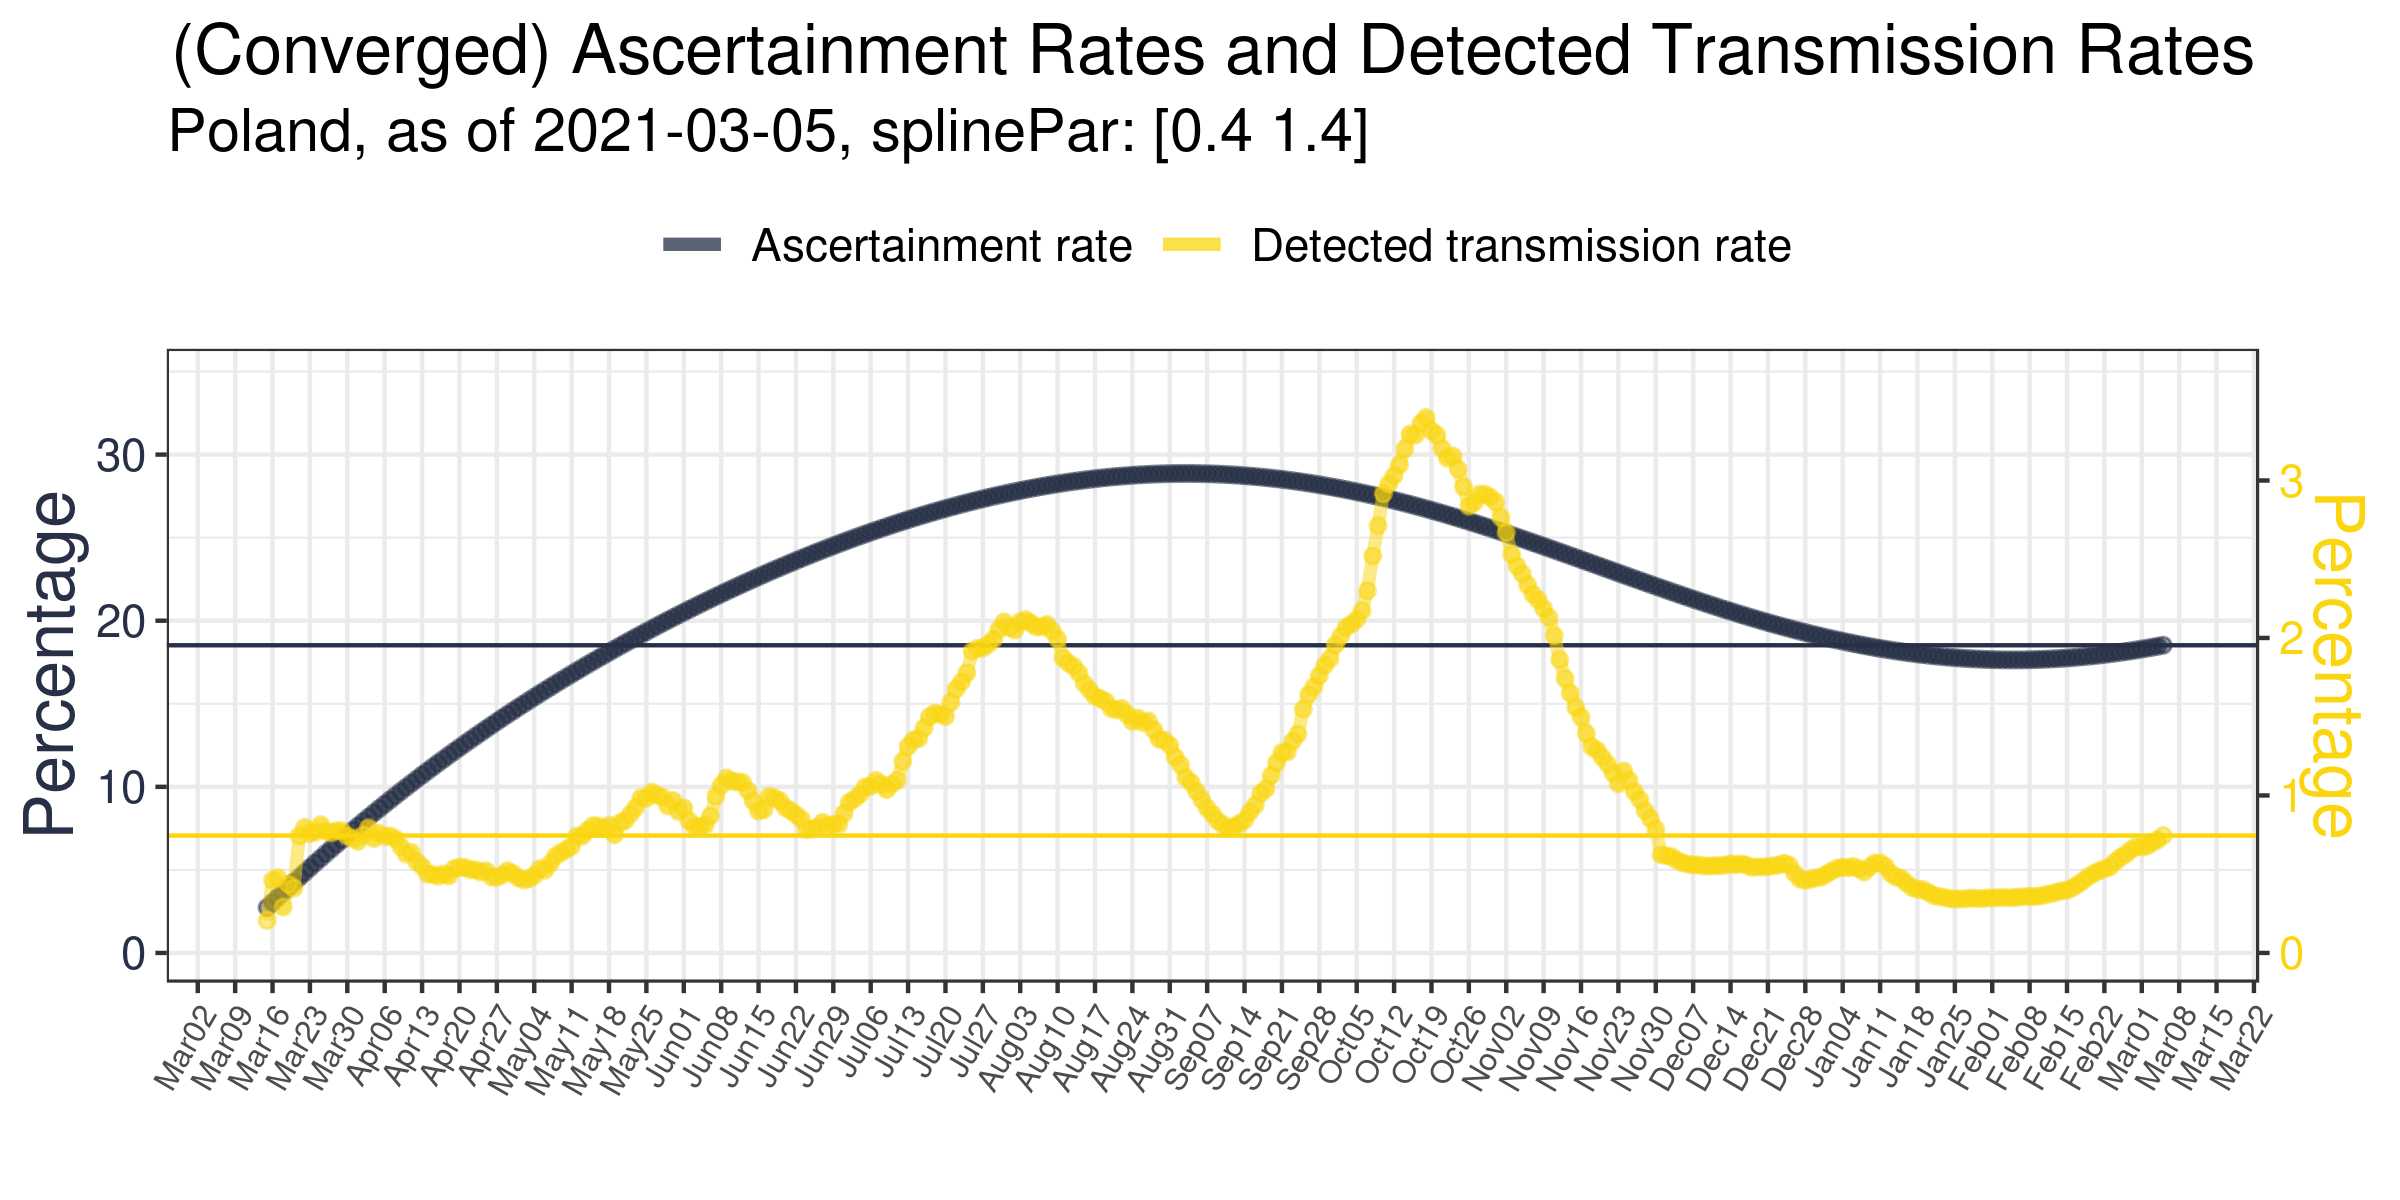 (Converged) Ascertainment Rates and Detected Transmission Rates
Poland, as of 2021-03-05, splinePar: [0.4 1.4]
Ascertainment rate Detected transmission rate
Percentage
30
20
10
0
3
2
1
0
Percentage
Mar02 Mar09 Mar16 Mar23 Mar30 Apr06 Apr13 Apr20 Apr27 May04 May11 May18 May25 Jun01 Jun08 Jun15 Jun22 Jun29 Jul06 Jul13 Jul20 Jul27 Aug03 Aug10 Aug17 Aug24 Aug31 Sep07 Sep14 Sep21 Sep28 Oct05 Oct12 Oct19 Oct26 Nov02 Nov09 Nov16 Nov23 Nov30 Dec07 Dec14 Dec21 Dec28 Jan04 Jan11 Jan18 Jan25 Feb01 Feb08 Feb15 Feb22 Mar01 Mar08 Mar15 Mar22